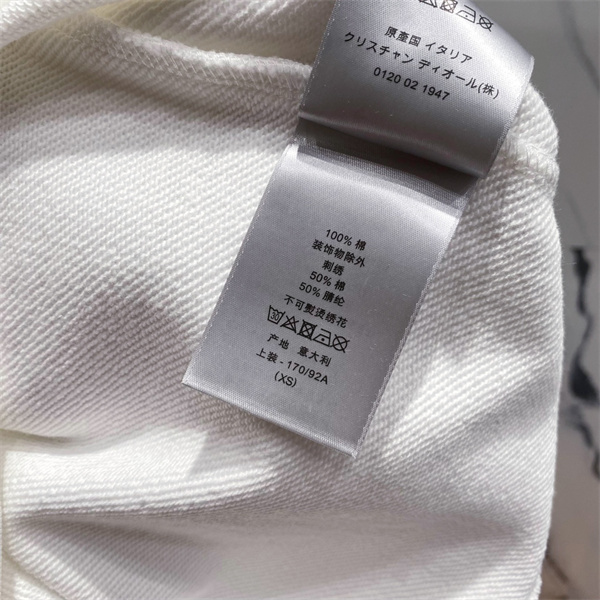 原産国 イタリア
クリスチャン ディオール(株)
0120 02 1947
100% 棉
装饰物除外
刺绣
50% 棉
50% 腈纶
不可熨烫绣花
30
产地 意大利
上装 - 170/92A
(XS)